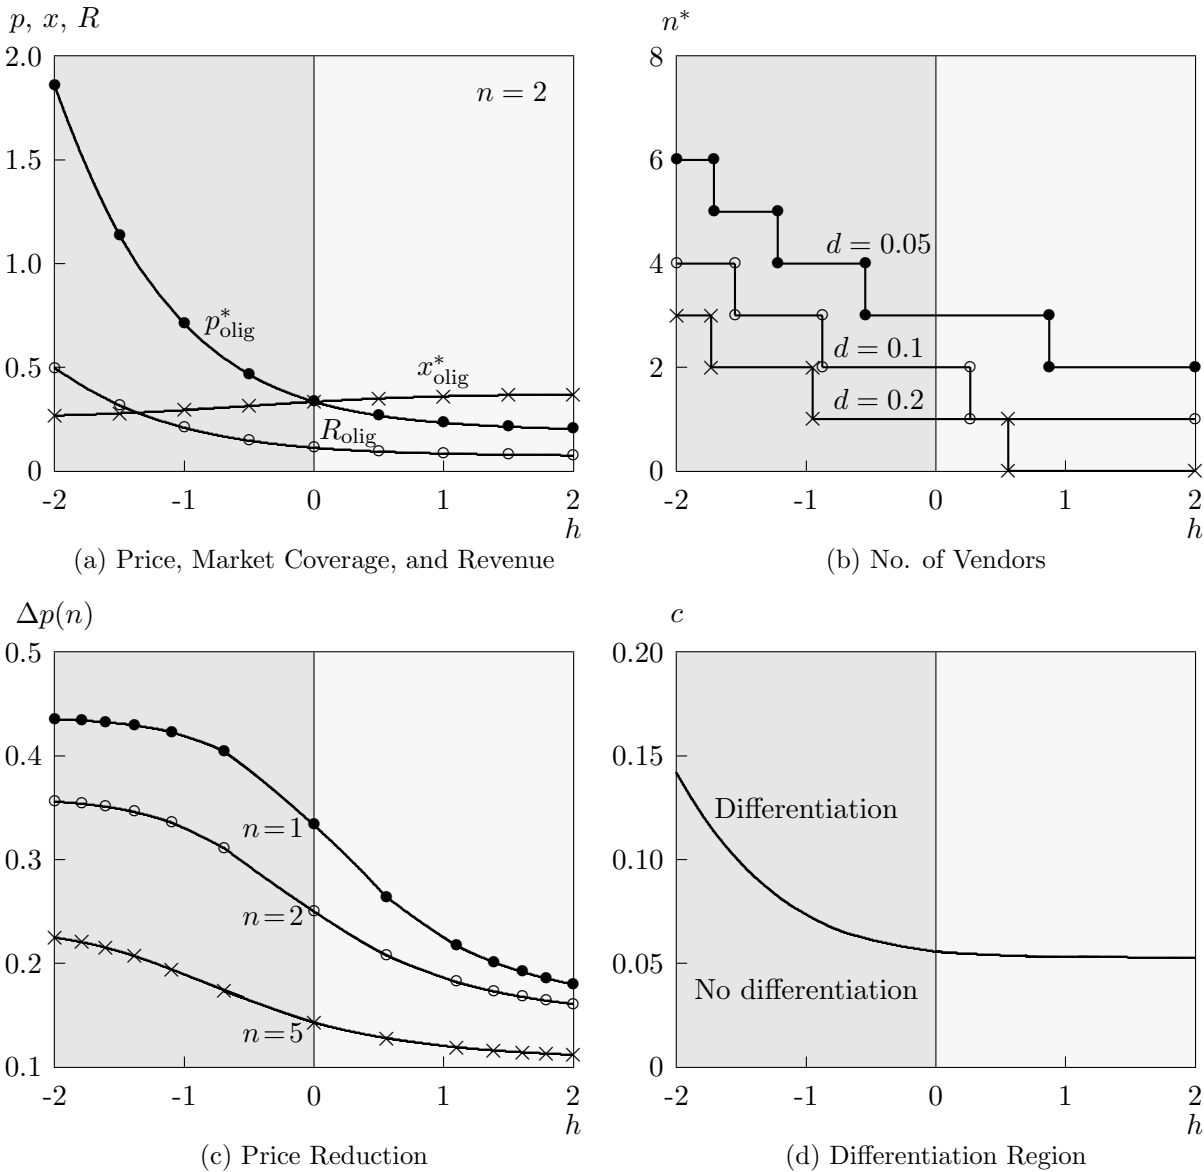 p, x, R
2.0
1.5
1.0
0.5
0
n = 2
p*olig
x*olig
Rolig
-2 -1 0 1 2
h
(a) Price, Market Coverage, and Revenue
n*
8
6
4
2
0
d = 0.05
d = 0.1
d = 0.2
-2 -1 0 1 2
h
(b) No. of Vendors
Δp(n)
0.5
0.4
0.3
0.2
0.1
n=1
n=2
n=5
-2 -1 0 1 2
h
(c) Price Reduction
c
0.20
0.15
0.10
0.05
0
Differentiation
No differentiation
-2 -1 0 1 2
h
(d) Differentiation Region